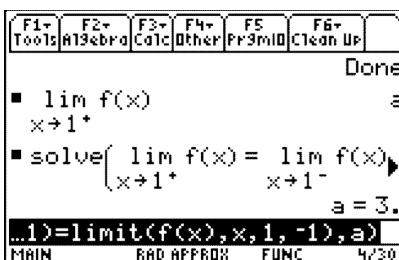 F1▾ F2▾ F3▾ F4▾ F5 F6▾
Tools Algebra Calc Other PrgmIO Clean Up
Done
▪ lim f(x) a
x→1⁺
▪ solve( lim f(x) = lim f(x),▸
x→1⁺ x→1⁻
a = 3.
…1)=limit(f(x),x,1,-1),a)
MAIN RAD APPROX FUNC 4/30